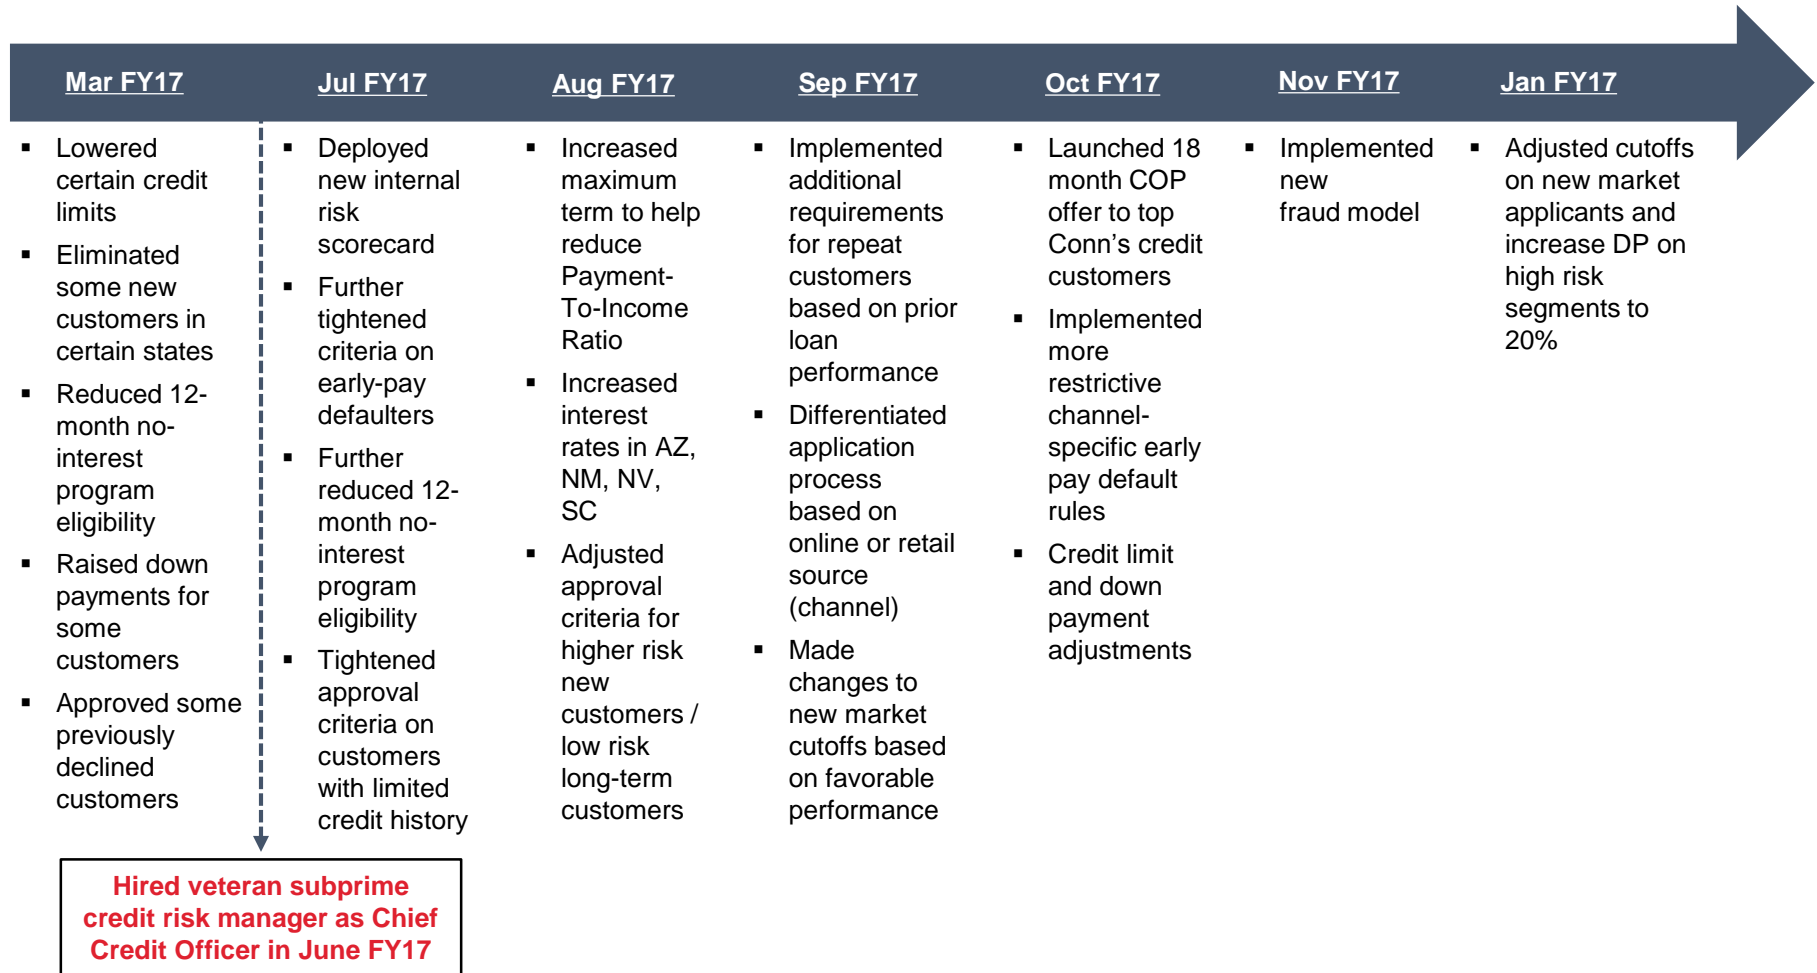 Mar FY17
Jul FY17
Aug FY17
Sep FY17
Oct FY17
Nov FY17
Jan FY17
▪ Lowered
certain credit
limits
▪ Eliminated
some new
customers in
certain states
▪ Reduced 12-
month no-
interest
program
eligibility
▪ Raised down
payments for
some
customers
▪ Approved some
previously
declined
customers
▪ Deployed
new internal
risk
scorecard
▪ Further
tightened
criteria on
early-pay
defaulters
▪ Further
reduced 12-
month no-
interest
program
eligibility
▪ Tightened
approval
criteria on
customers
with limited
credit history
▪ Increased
maximum
term to help
reduce
Payment-
To-Income
Ratio
▪ Increased
interest
rates in AZ,
NM, NV,
SC
▪ Adjusted
approval
criteria for
higher risk
new
customers /
low risk
long-term
customers
▪ Implemented
additional
requirements
for repeat
customers
based on prior
loan
performance
▪ Differentiated
application
process
based on
online or retail
source
(channel)
▪ Made
changes to
new market
cutoffs based
on favorable
performance
▪ Launched 18
month COP
offer to top
Conn’s credit
customers
▪ Implemented
more
restrictive
channel-
specific early
pay default
rules
▪ Credit limit
and down
payment
adjustments
▪ Implemented
new
fraud model
▪ Adjusted cutoffs
on new market
applicants and
increase DP on
high risk
segments to
20%
Hired veteran subprime
credit risk manager as Chief
Credit Officer in June FY17